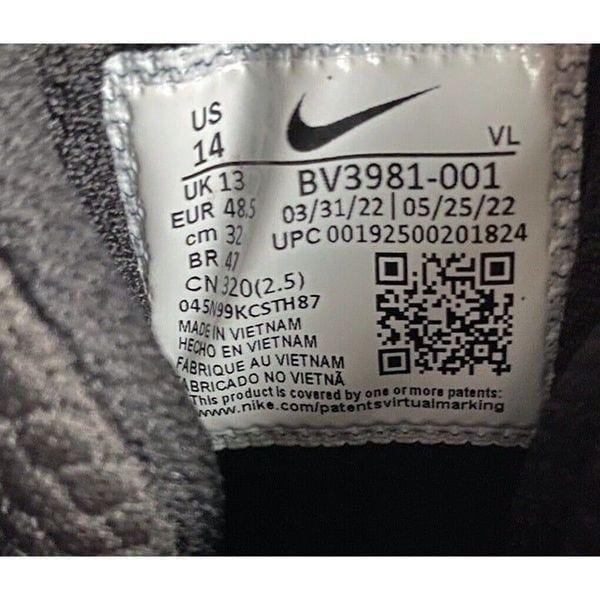 US
14
VL
UK 13
BV3981-001
EUR 48.5
03/31/22 | 05/25/22
cm 32
UPC 00192500201824
BR 47
CN 320(2.5)
045N99KCSTH87
MADE IN VIETNAM
HECHO EN VIETNAM
FABRIQUE AU VIETNAM
ABRICADO NO VIETNÃ
This product is covered by one or more patents:
www.nike.com/patentsvirtualmarking